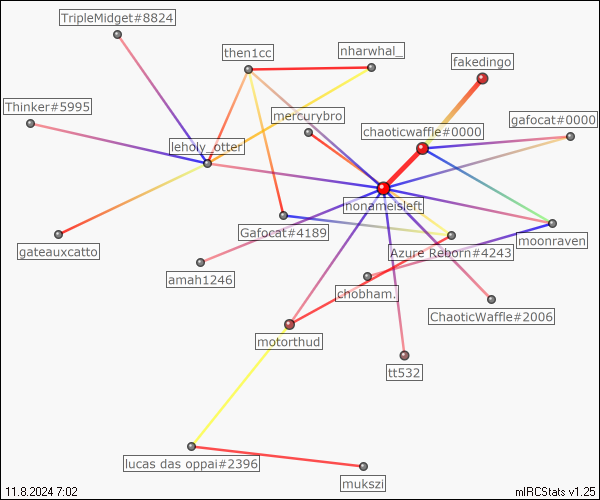 TripleMidget#8824
then1cc
nharwhal_
fakedingo
Thinker#5995
mercurybro
gafocat#0000
chaoticwaffle#0000
leholy_otter
nonameisleft
Gafocat#4189
moonraven
gateauxcatto
Azure Reborn#4243
amah1246
chobham.
ChaoticWaffle#2006
motorthud
tt532
lucas das oppai#2396
mukszi
11.8.2024 7:02
mIRCStats v1.25